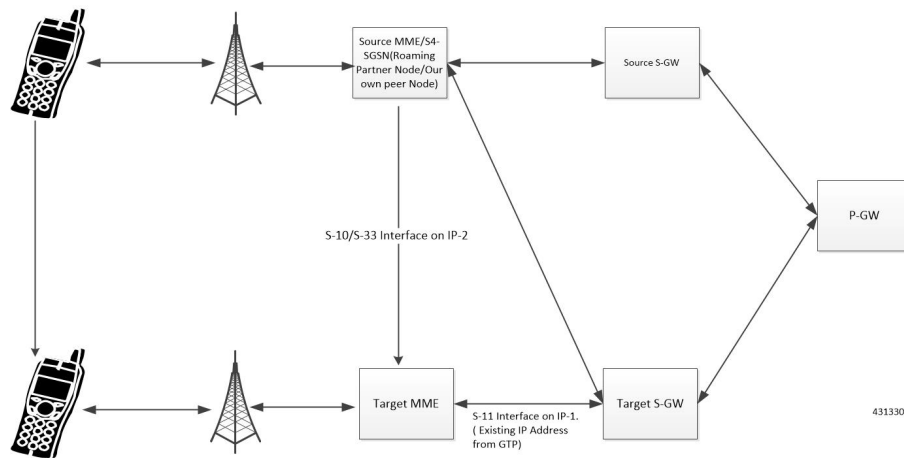 Source MME/S4-
SGSN(Roaming
Partner Node/Our
own peer Node)
Source S-GW
P-GW
S-10/S-33 Interface on IP-2
Target MME
S-11 Interface on IP-1.
( Existing IP Address
from GTP)
Target S-GW
431330